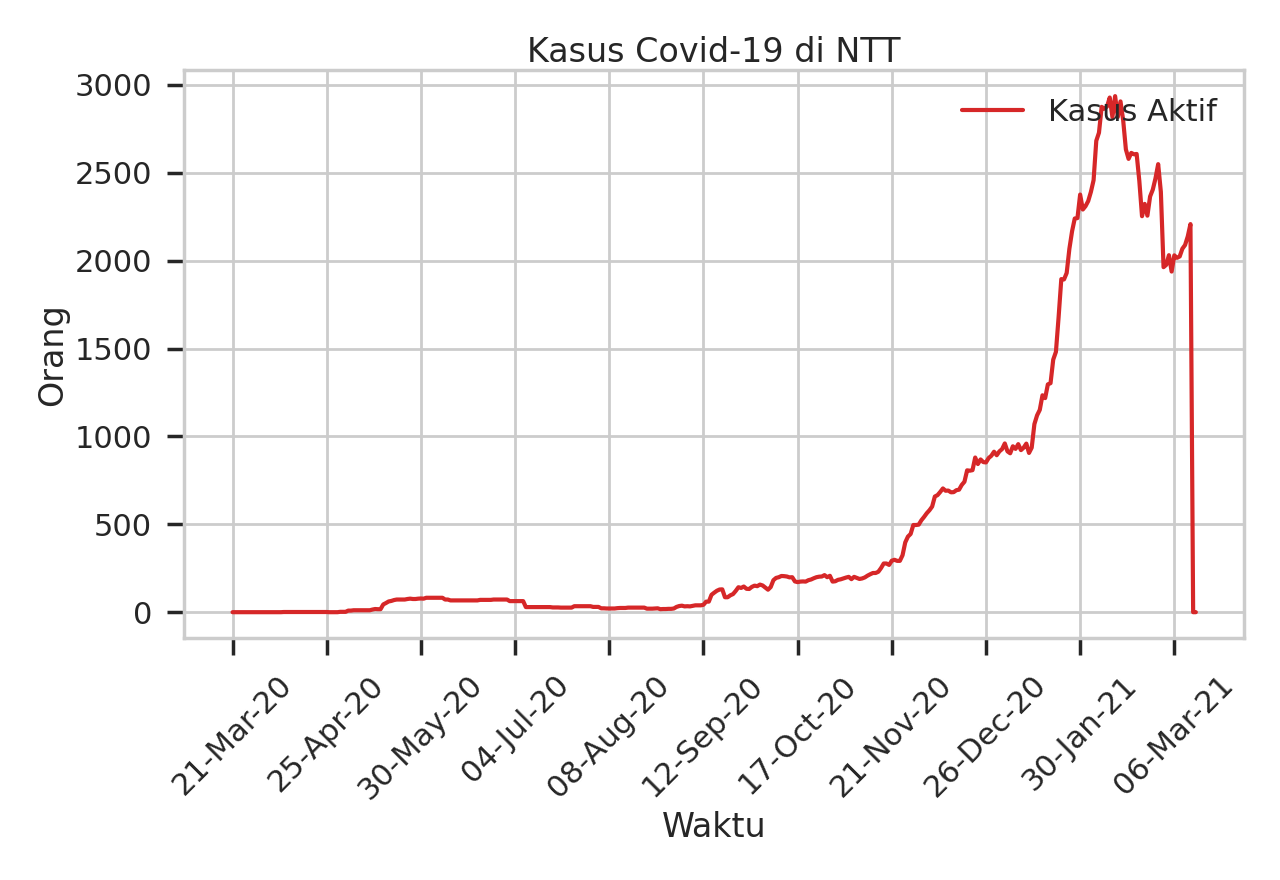 Kasus Covid-19 di NTT
Kasus Aktif
3000
2500
2000
1500
1000
500
0
Orang
21-Mar-20
25-Apr-20
30-May-20
04-Jul-20
08-Aug-20
12-Sep-20
17-Oct-20
21-Nov-20
26-Dec-20
30-Jan-21
06-Mar-21
Waktu